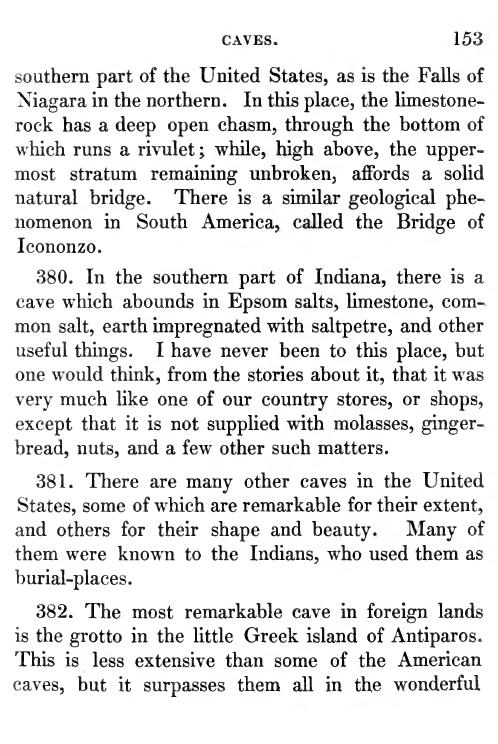 CAVES. 153
southern part of the United States, as is the Falls of
Niagara in the northern. In this place, the limestone-
rock has a deep open chasm, through the bottom of
which runs a rivulet; while, high above, the upper-
most stratum remaining unbroken, affords a solid
natural bridge. There is a similar geological phe-
nomenon in South America, called the Bridge of
Icononzo.
380. In the southern part of Indiana, there is a
cave which abounds in Epsom salts, limestone, com-
mon salt, earth impregnated with saltpetre, and other
useful things. I have never been to this place, but
one would think, from the stories about it, that it was
very much like one of our country stores, or shops,
except that it is not supplied with molasses, ginger-
bread, nuts, and a few other such matters.
381. There are many other caves in the United
States, some of which are remarkable for their extent,
and others for their shape and beauty. Many of
them were known to the Indians, who used them as
burial-places.
382. The most remarkable cave in foreign lands
is the grotto in the little Greek island of Antiparos.
This is less extensive than some of the American
caves, but it surpasses them all in the wonderful